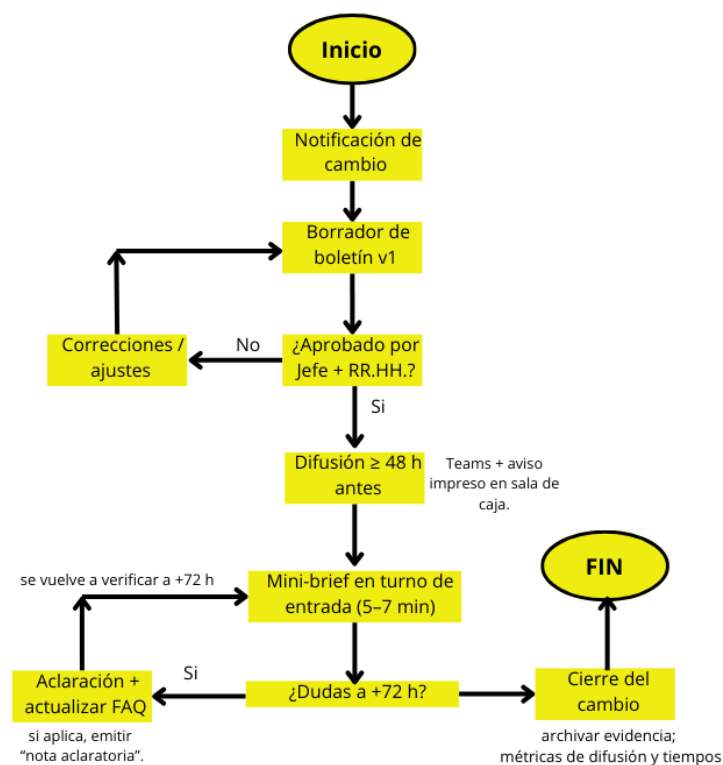 Inicio
Notificación de
cambio
Borrador de
boletín v1
Correcciones /
ajustes
No
¿Aprobado por
Jefe + RR.HH.?
Si
Difusión ≥ 48 h
antes
Teams + aviso
impreso en sala de
caja.
se vuelve a verificar a +72 h
Mini-brief en turno de
entrada (5–7 min)
FIN
Aclaración +
actualizar FAQ
Si
¿Dudas a +72 h?
Cierre del
cambio
si aplica, emitir
“nota aclaratoria”.
archivar evidencia;
métricas de difusión y tiempos